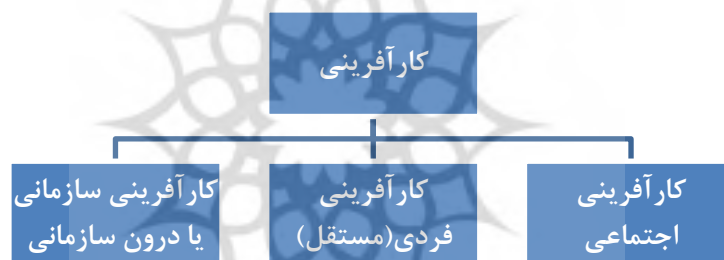 کارآفرینی
کارآفرینی
اجتماعی
کارآفرینی
فردی(مستقل)
کارآفرینی سازمانی
یا درون سازمانی